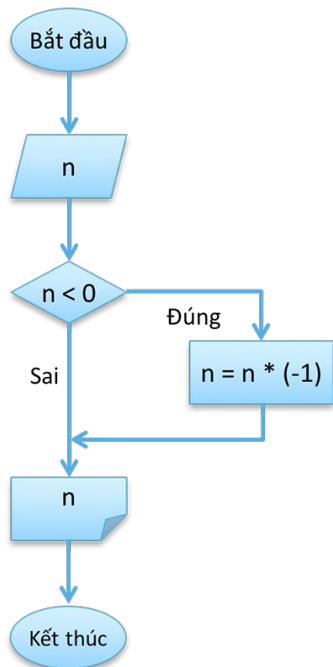 Bắt đầu
n
n < 0
Đúng
Sai
n = n * (-1)
n
Kết thúc